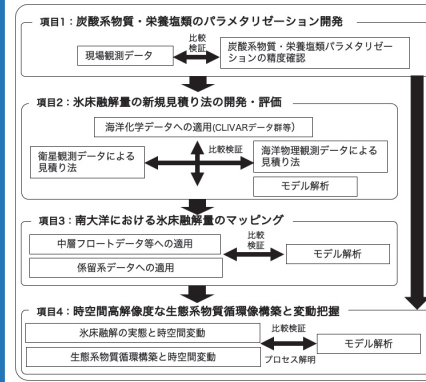 項目1：炭酸系物質・栄養塩類のパラメタリゼーション開発
現場観測データ
比較
検証
炭酸系物質・栄養塩類パラメタリゼー
ションの精度確認
項目2：氷床融解量の新規見積り法の開発・評価
海洋化学データへの適用(CLIVARデータ群等)
衛星観測データによる
見積り法
比較検証
海洋物理観測データによる
見積り法
モデル解析
項目3：南大洋における氷床融解量のマッピング
中層フロートデータ等への適用
係留系データへの適用
比較
検証
モデル解析
項目4：時空間高解像度な生態系物質循環像構築と変動把握
氷床融解の実態と時空間変動
生態系物質循環構築と時空間変動
比較検証
プロセス解明
モデル解析